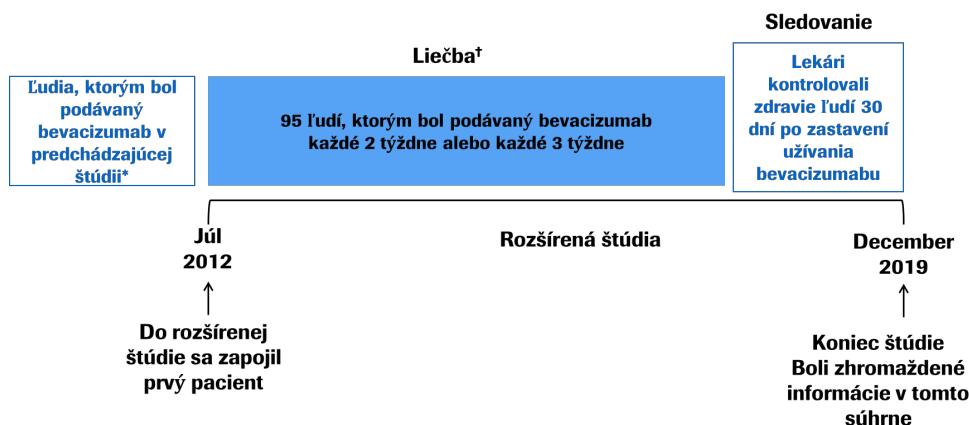 Sledovanie
Liečba†
Ľudia, ktorým bol
podávaný
bevacizumab v
predchádzajúcej
štúdii*
95 ľudí, ktorým bol podávaný bevacizumab
každé 2 týždne alebo každé 3 týždne
Lekári
kontrolovali
zdravie ľudí 30
dní po zastavení
užívania
bevacizumabu
Júl
2012
Rozšírená štúdia
December
2019
Do rozšírenej
štúdie sa zapojil
prvý pacient
Koniec štúdie
Boli zhromaždené
informácie v tomto
súhrne